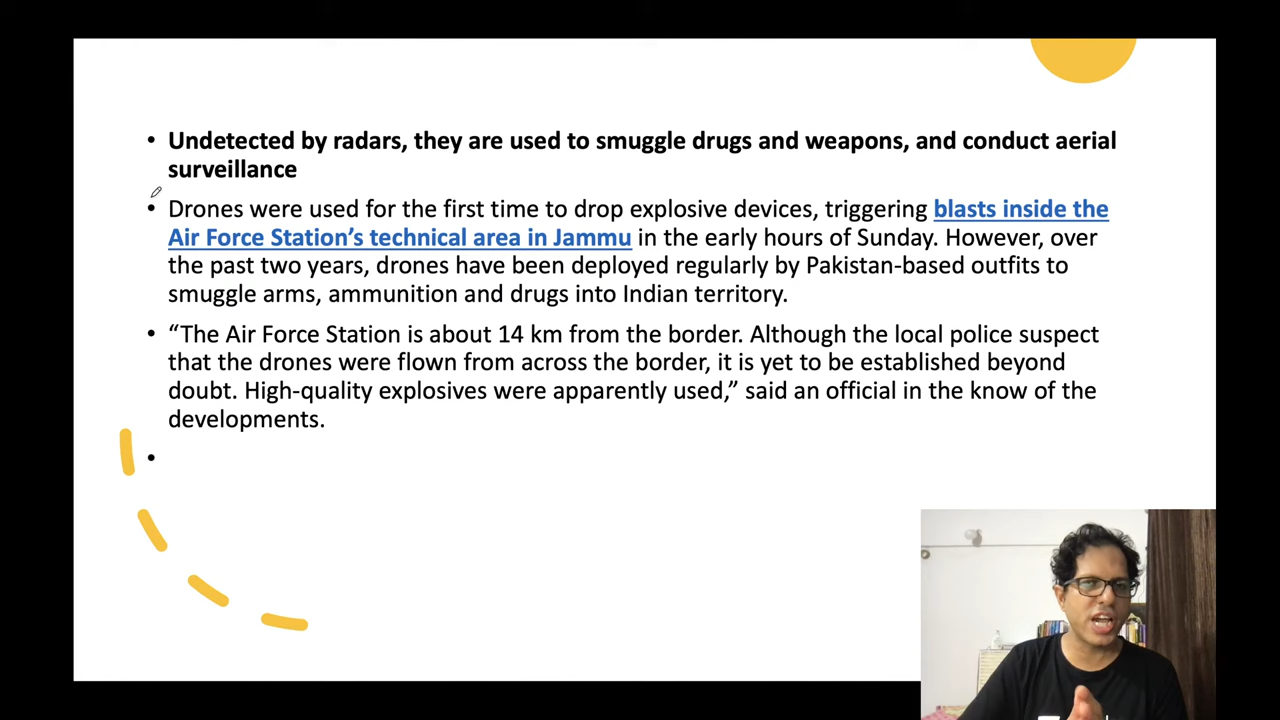 • Undetected by radars, they are used to smuggle drugs and weapons, and conduct aerial
surveillance
• Drones were used for the first time to drop explosive devices, triggering blasts inside the
Air Force Station’s technical area in Jammu in the early hours of Sunday. However, over
the past two years, drones have been deployed regularly by Pakistan-based outfits to
smuggle arms, ammunition and drugs into Indian territory.
• “The Air Force Station is about 14 km from the border. Although the local police suspect
that the drones were flown from across the border, it is yet to be established beyond
doubt. High-quality explosives were apparently used,” said an official in the know of the
developments.
•